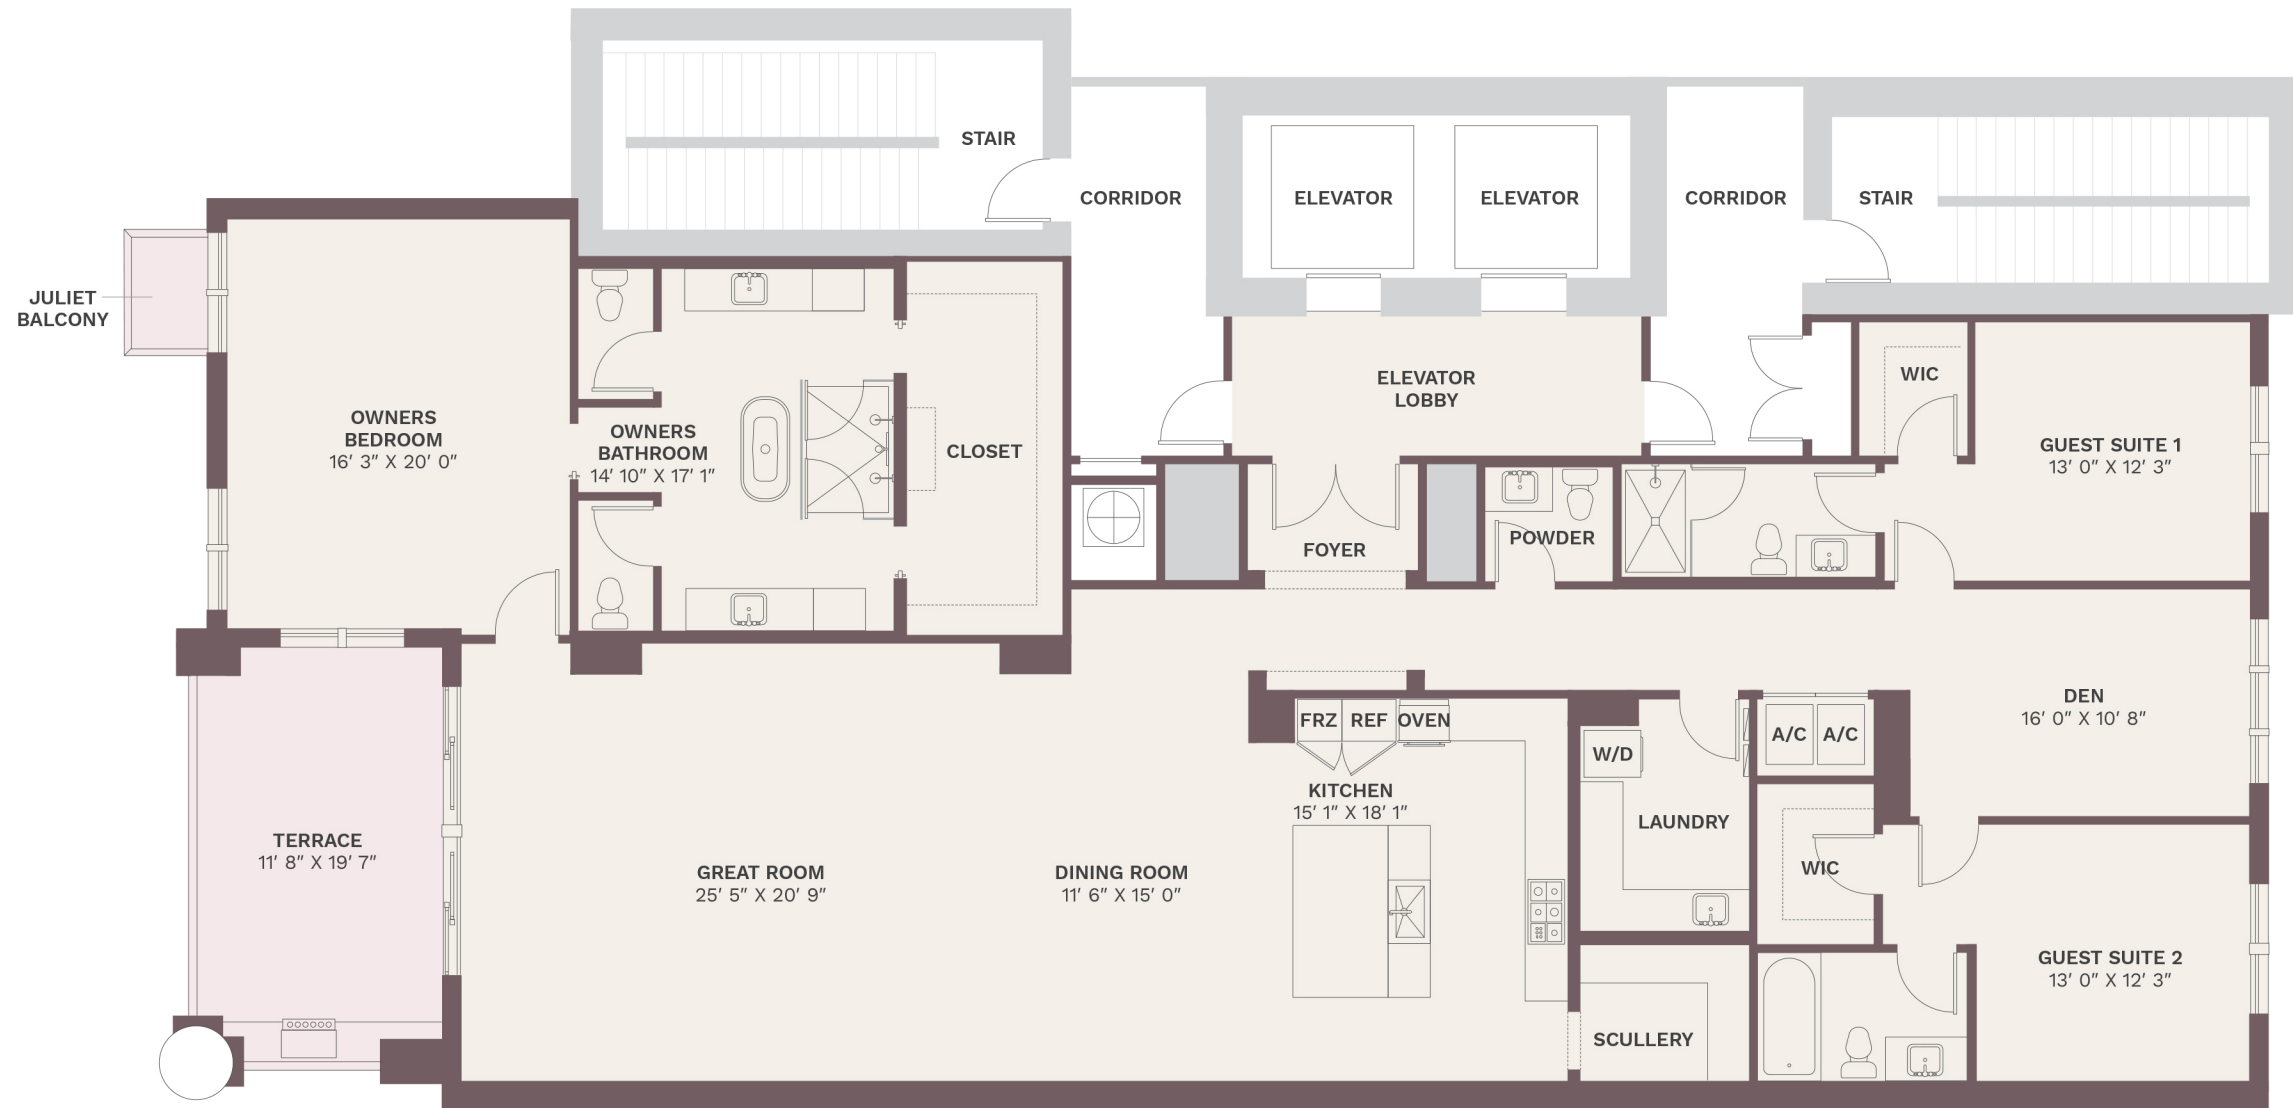 STAIR
CORRIDOR
ELEVATOR
ELEVATOR
CORRIDOR
STAIR
JULIET
BALCONY
OWNERS
BEDROOM
16′ 3″ X 20′ 0″
OWNERS
BATHROOM
14′ 10″ X 17′ 1″
CLOSET
ELEVATOR
LOBBY
WIC
GUEST SUITE 1
13′ 0″ X 12′ 3″
FOYER
POWDER
DEN
16′ 0″ X 10′ 8″
FRZ
REF
OVEN
W/D
A/C
A/C
KITCHEN
15′ 1″ X 18′ 1″
LAUNDRY
TERRACE
11′ 8″ X 19′ 7″
GREAT ROOM
25′ 5″ X 20′ 9″
DINING ROOM
11′ 6″ X 15′ 0″
WIC
GUEST SUITE 2
13′ 0″ X 12′ 3″
SCULLERY